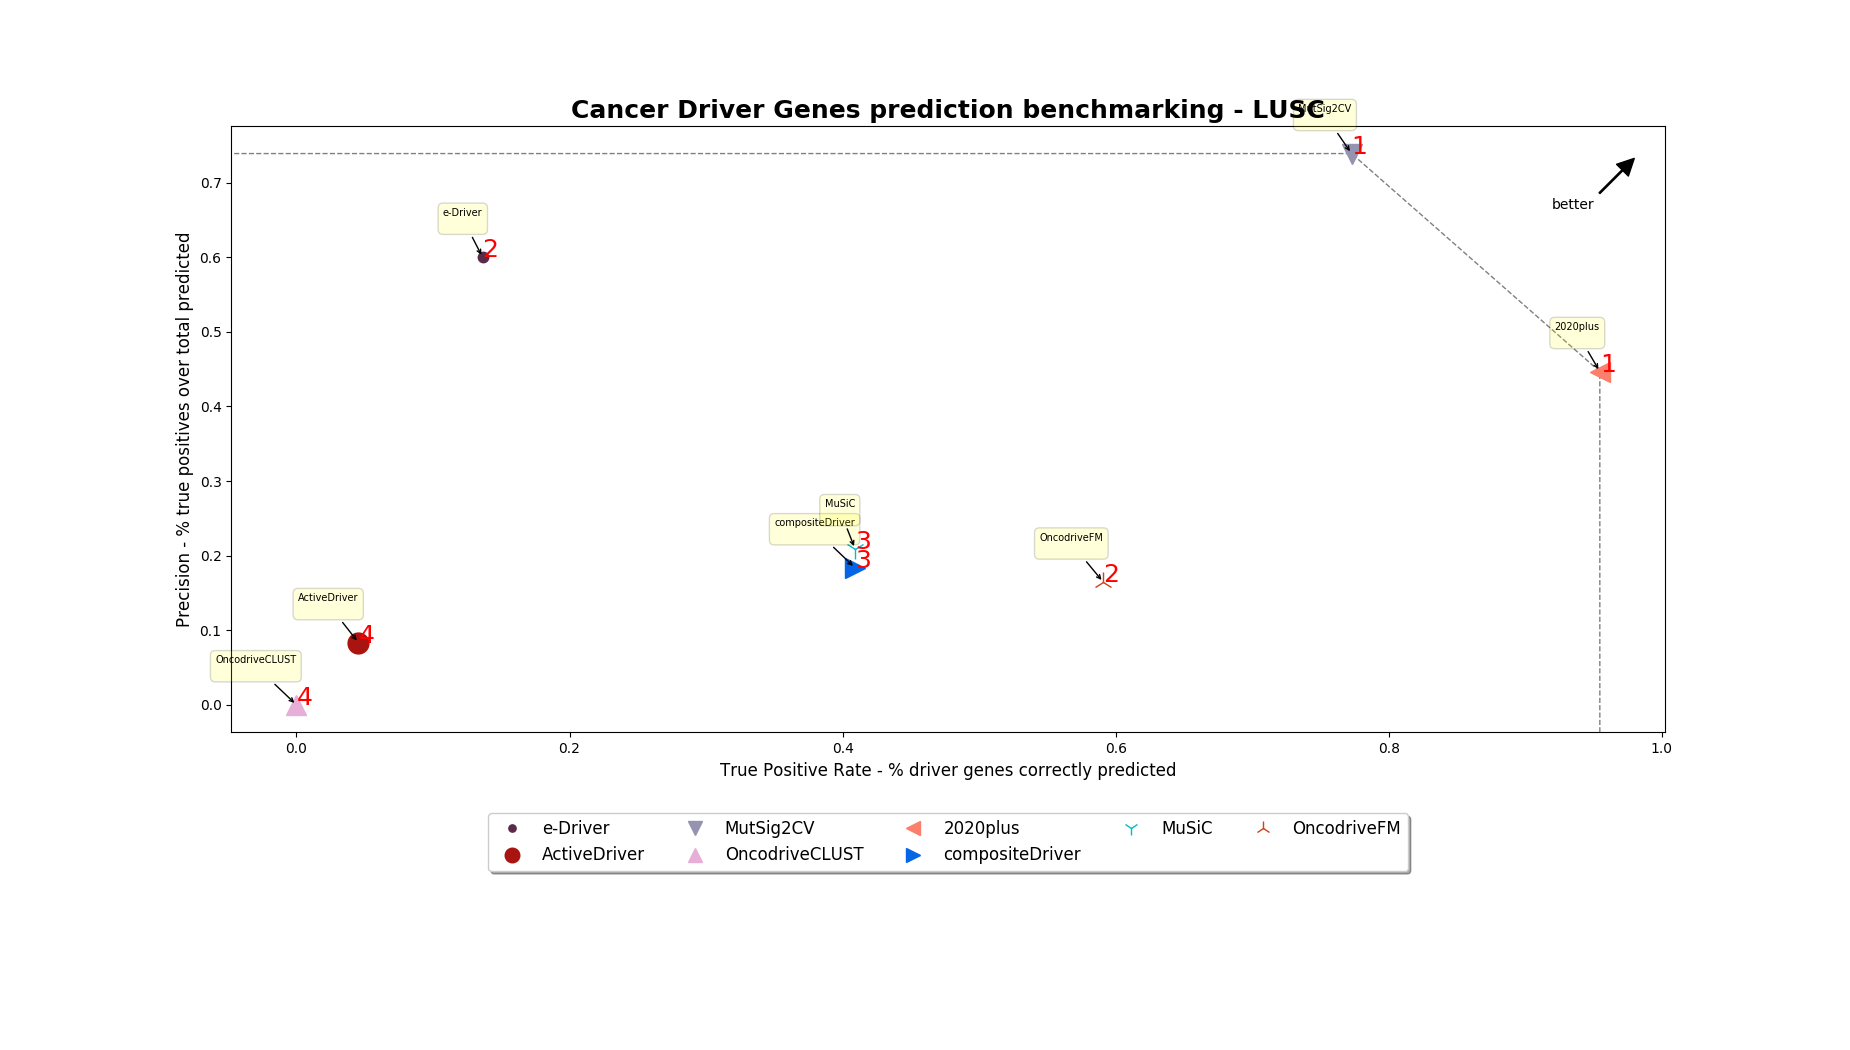 Cancer Driver Genes prediction benchmarking - LUSC
MutSig2CV
1
better
e-Driver
2
2020plus
1
MuSiC
3
compositeDriver
3
OncodriveFM
2
ActiveDriver
4
OncodriveCLUST
4
Precision - % true positives over total predicted
0.7
0.6
0.5
0.4
0.3
0.2
0.1
0.0
0.0 0.2 0.4 0.6 0.8 1.0
True Positive Rate - % driver genes correctly predicted
e-Driver MutSig2CV 2020plus MuSiC OncodriveFM
ActiveDriver OncodriveCLUST compositeDriver